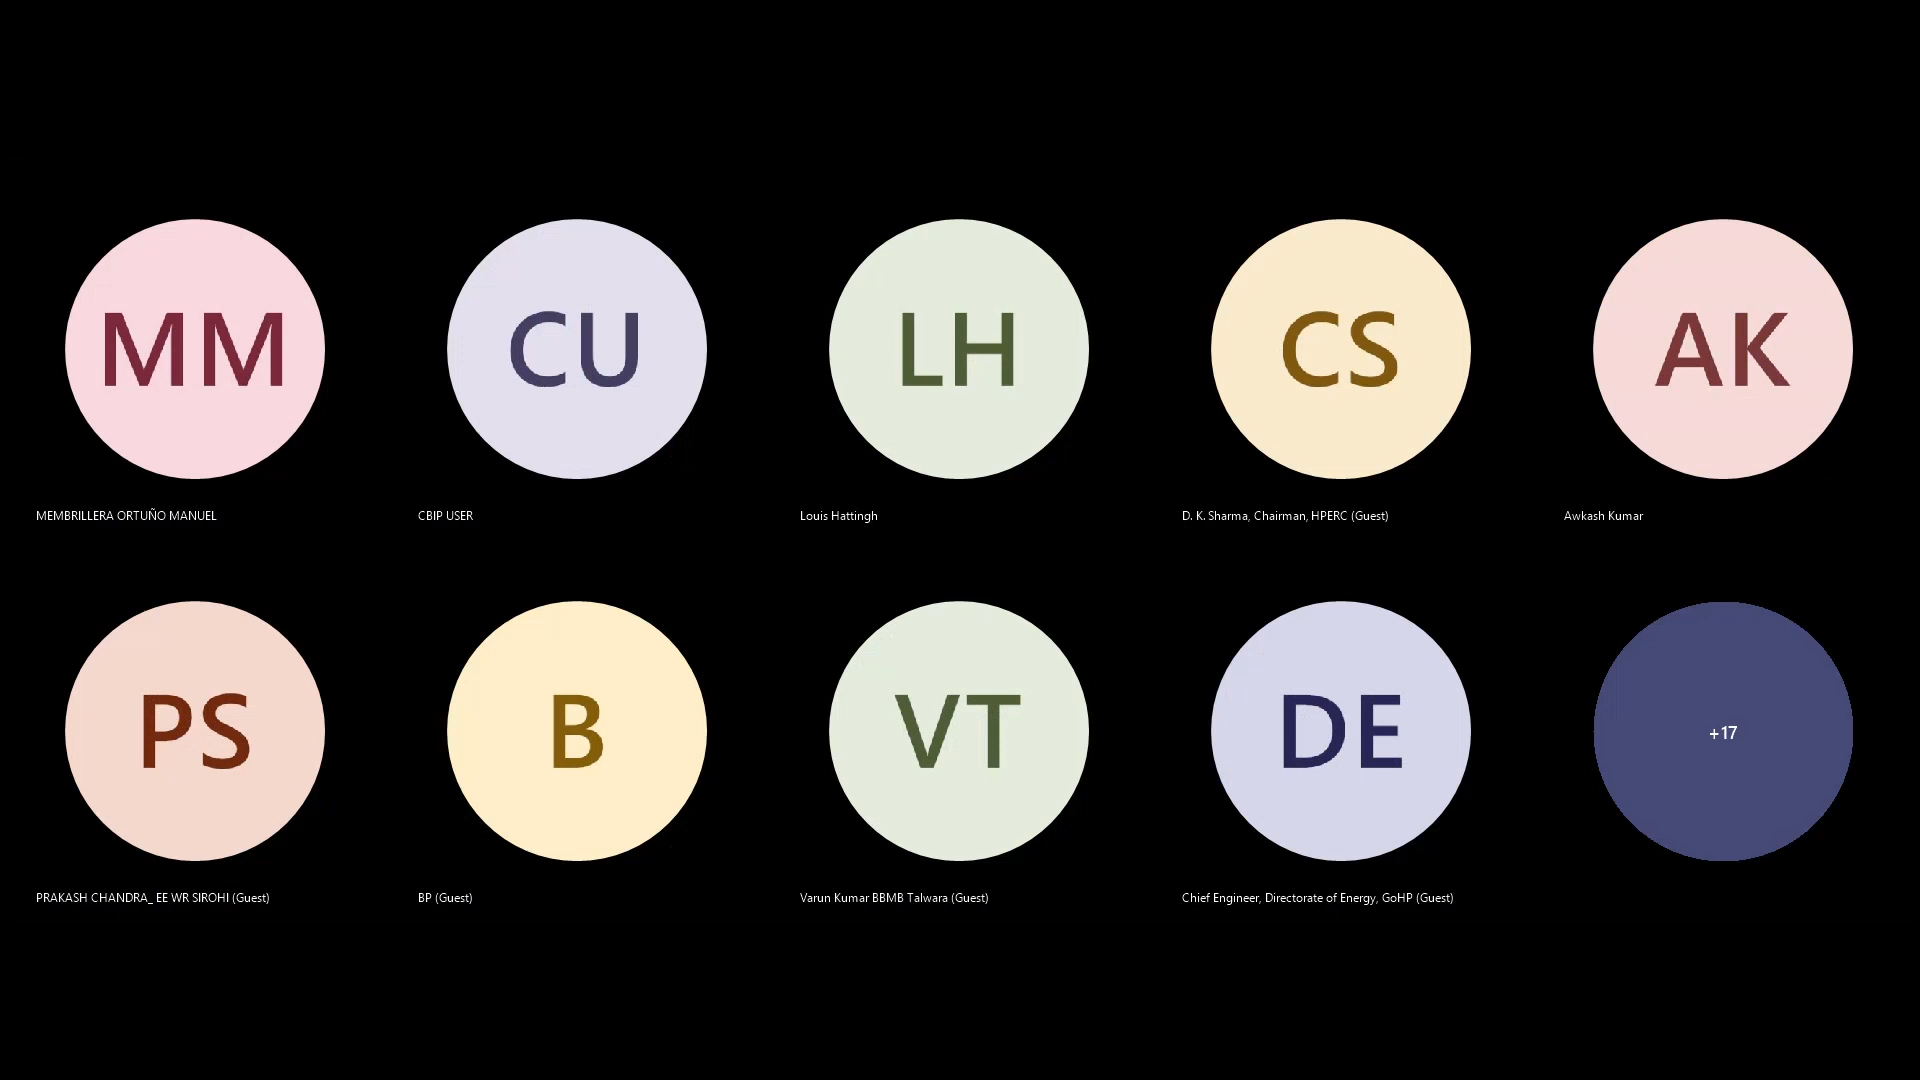 MM
CU
LH
CS
AK
MEMBRILLERA ORTUÑO MANUEL
CBIP USER
Louis Hattingh
D. K. Sharma, Chairman, HPERC (Guest)
Awkash Kumar
PS
B
VT
DE
+17
PRAKASH CHANDRA_ EE WR SIROHI (Guest)
BP (Guest)
Varun Kumar BBMB Talwara (Guest)
Chief Engineer, Directorate of Energy, GoHP (Guest)